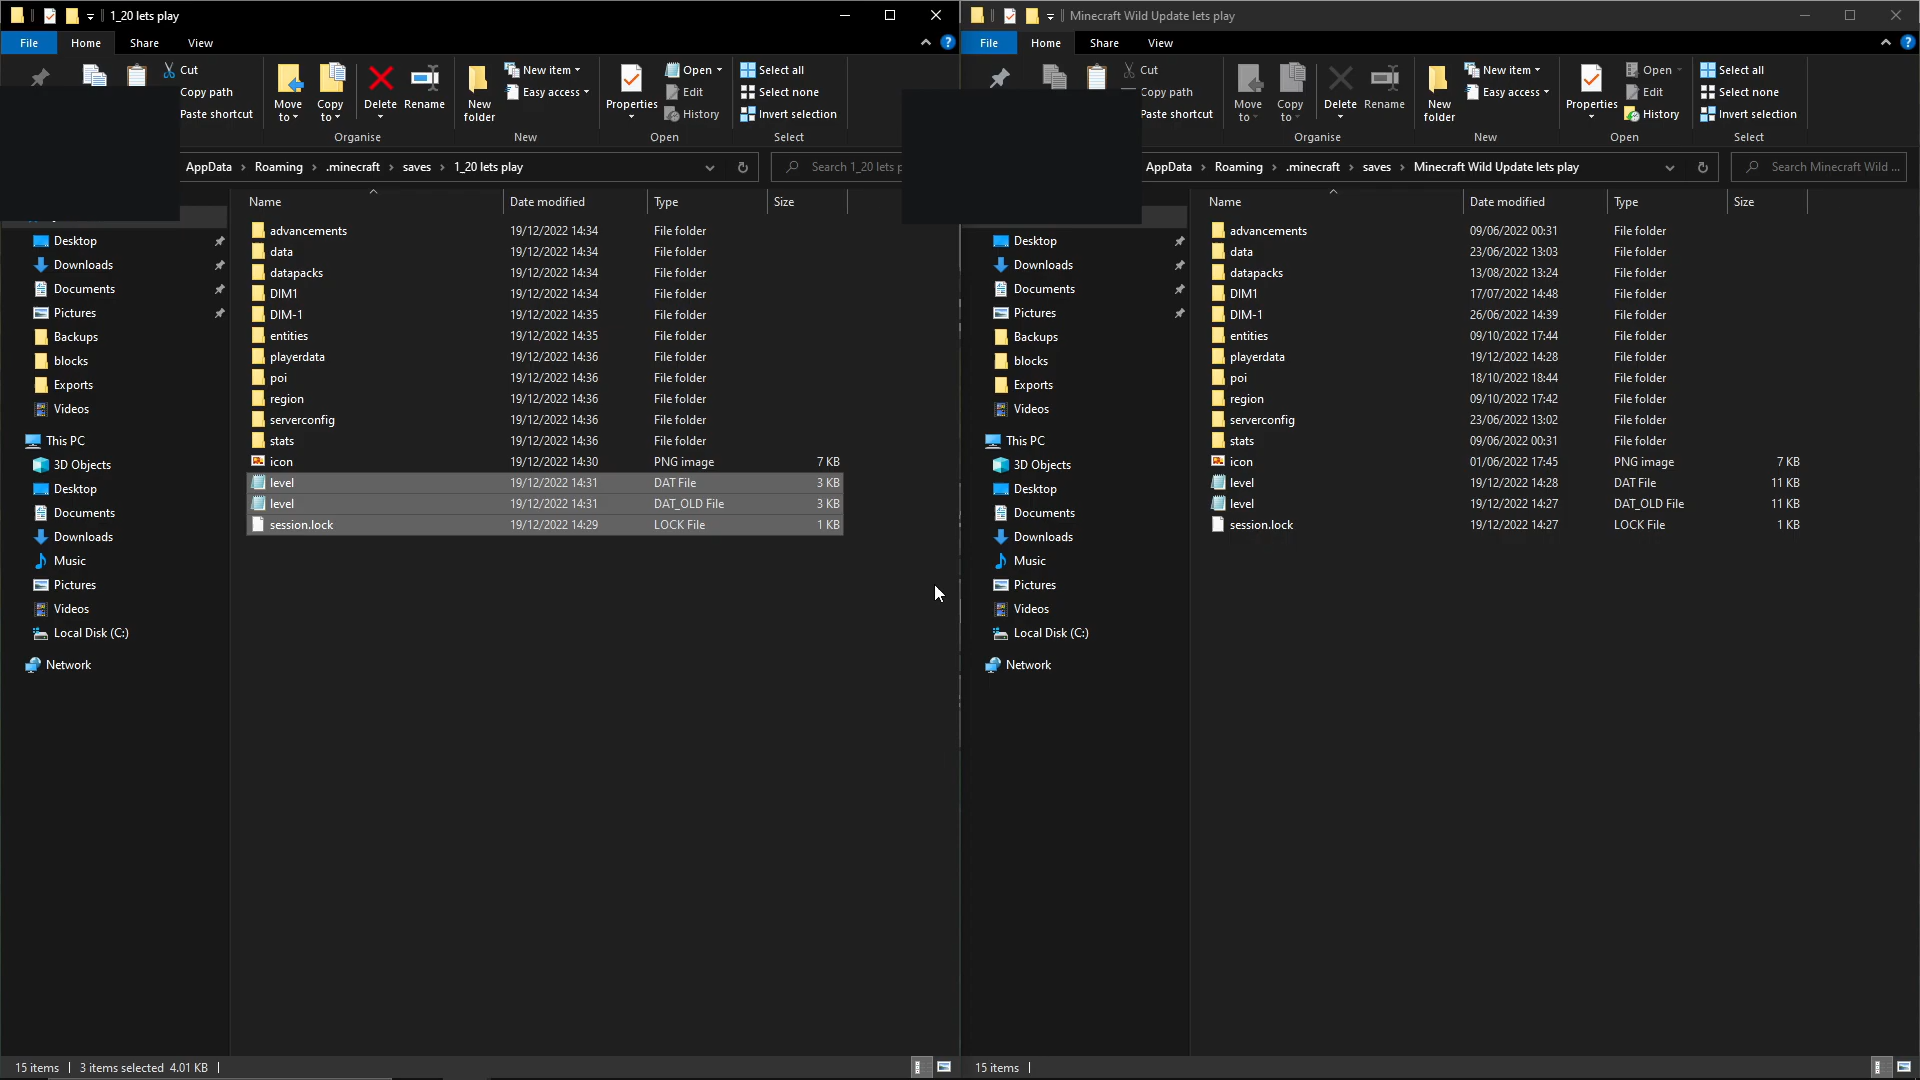 1_20 lets play
File Home Share View
Cut
Copy path
Paste shortcut
Move to
Copy to
Delete
Rename
Organise
New folder
New item
Easy access
New
Properties
Open
Edit
History
Open
Select all
Select none
Invert selection
Select
AppData › Roaming › .minecraft › saves › 1_20 lets play
Search 1_20 lets p
Desktop
Downloads
Documents
Pictures
Backups
blocks
Exports
Videos
This PC
3D Objects
Desktop
Documents
Downloads
Music
Pictures
Videos
Local Disk (C:)
Network
Name Date modified Type Size
advancements 19/12/2022 14:34 File folder
data 19/12/2022 14:34 File folder
datapacks 19/12/2022 14:34 File folder
DIM1 19/12/2022 14:34 File folder
DIM-1 19/12/2022 14:35 File folder
entities 19/12/2022 14:35 File folder
playerdata 19/12/2022 14:36 File folder
poi 19/12/2022 14:36 File folder
region 19/12/2022 14:36 File folder
serverconfig 19/12/2022 14:36 File folder
stats 19/12/2022 14:36 File folder
icon 19/12/2022 14:30 PNG image 7 KB
level 19/12/2022 14:31 DAT File 3 KB
level 19/12/2022 14:31 DAT_OLD File 3 KB
session.lock 19/12/2022 14:29 LOCK File 1 KB
15 items 3 items selected 4.01 KB
Minecraft Wild Update lets play
File Home Share View
Cut
Copy path
Paste shortcut
Move to
Copy to
Delete
Rename
Organise
New folder
New item
Easy access
New
Properties
Open
Edit
History
Open
Select all
Select none
Invert selection
Select
AppData › Roaming › .minecraft › saves › Minecraft Wild Update lets play
Search Minecraft Wild ...
Desktop
Downloads
Documents
Pictures
Backups
blocks
Exports
Videos
This PC
3D Objects
Desktop
Documents
Downloads
Music
Pictures
Videos
Local Disk (C:)
Network
Name Date modified Type Size
advancements 09/06/2022 00:31 File folder
data 23/06/2022 13:03 File folder
datapacks 13/08/2022 13:24 File folder
DIM1 17/07/2022 14:48 File folder
DIM-1 26/06/2022 14:39 File folder
entities 09/10/2022 17:44 File folder
playerdata 19/12/2022 14:28 File folder
poi 18/10/2022 18:44 File folder
region 09/10/2022 17:42 File folder
serverconfig 23/06/2022 13:02 File folder
stats 09/06/2022 00:31 File folder
icon 01/06/2022 17:45 PNG image 7 KB
level 19/12/2022 14:28 DAT File 11 KB
level 19/12/2022 14:27 DAT_OLD File 11 KB
session.lock 19/12/2022 14:27 LOCK File 1 KB
15 items